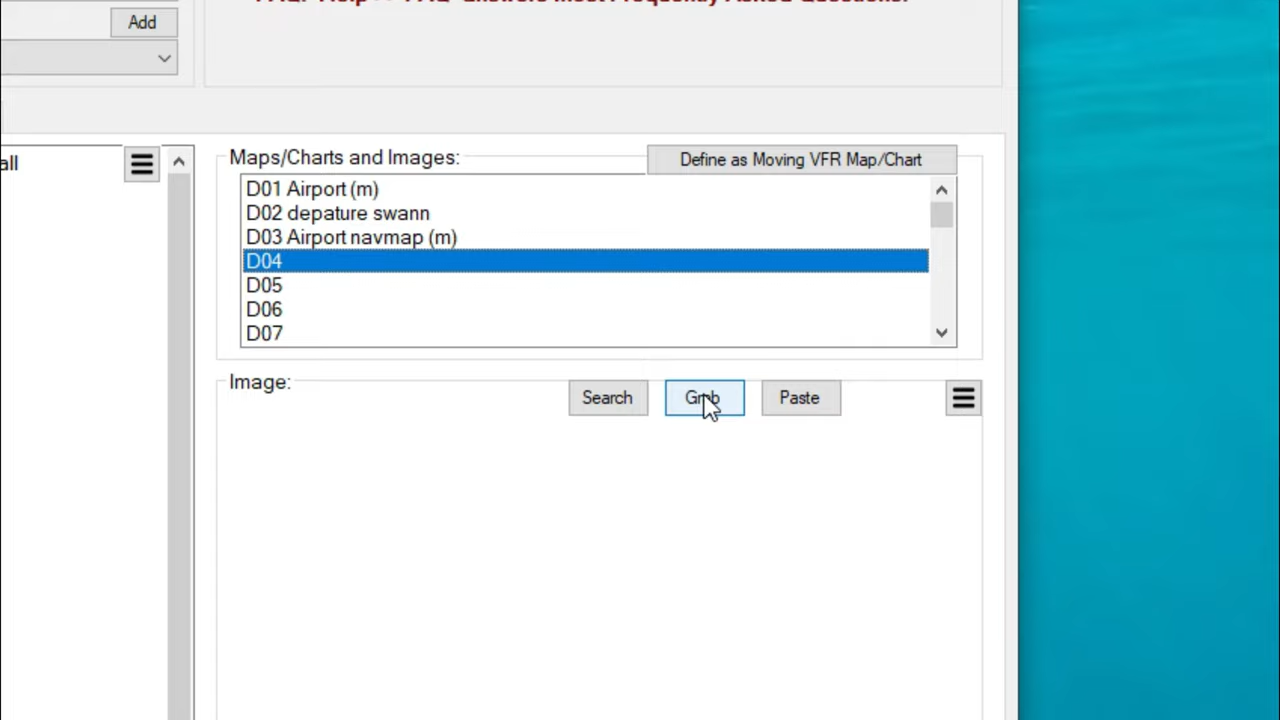 Add
all
Maps/Charts and Images:
Define as Moving VFR Map/Chart
D01 Airport (m)
D02 depature swann
D03 Airport navmap (m)
D04
D05
D06
D07
Image:
Search
Grab
Paste